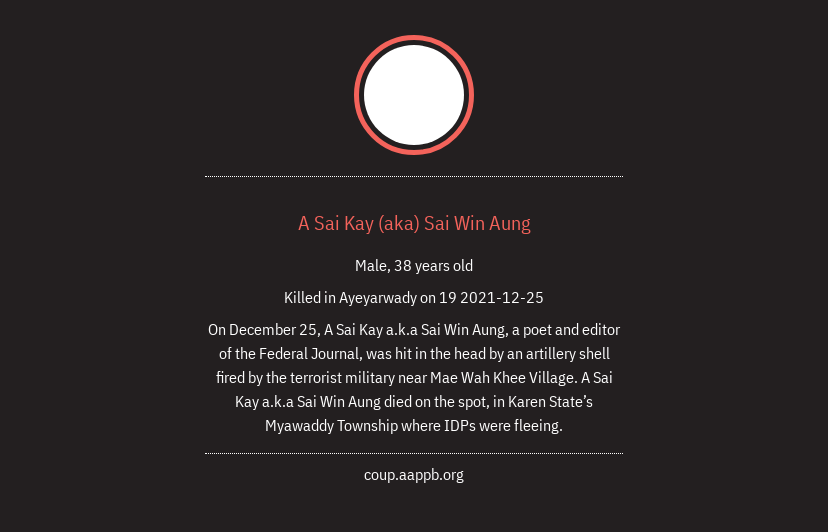 A Sai Kay (aka) Sai Win Aung
Male, 38 years old
Killed in Ayeyarwady on 19 2021-12-25
On December 25, A Sai Kay a.k.a Sai Win Aung, a poet and editor
of the Federal Journal, was hit in the head by an artillery shell
fired by the terrorist military near Mae Wah Khee Village. A Sai
Kay a.k.a Sai Win Aung died on the spot, in Karen State’s
Myawaddy Township where IDPs were fleeing.
coup.aappb.org